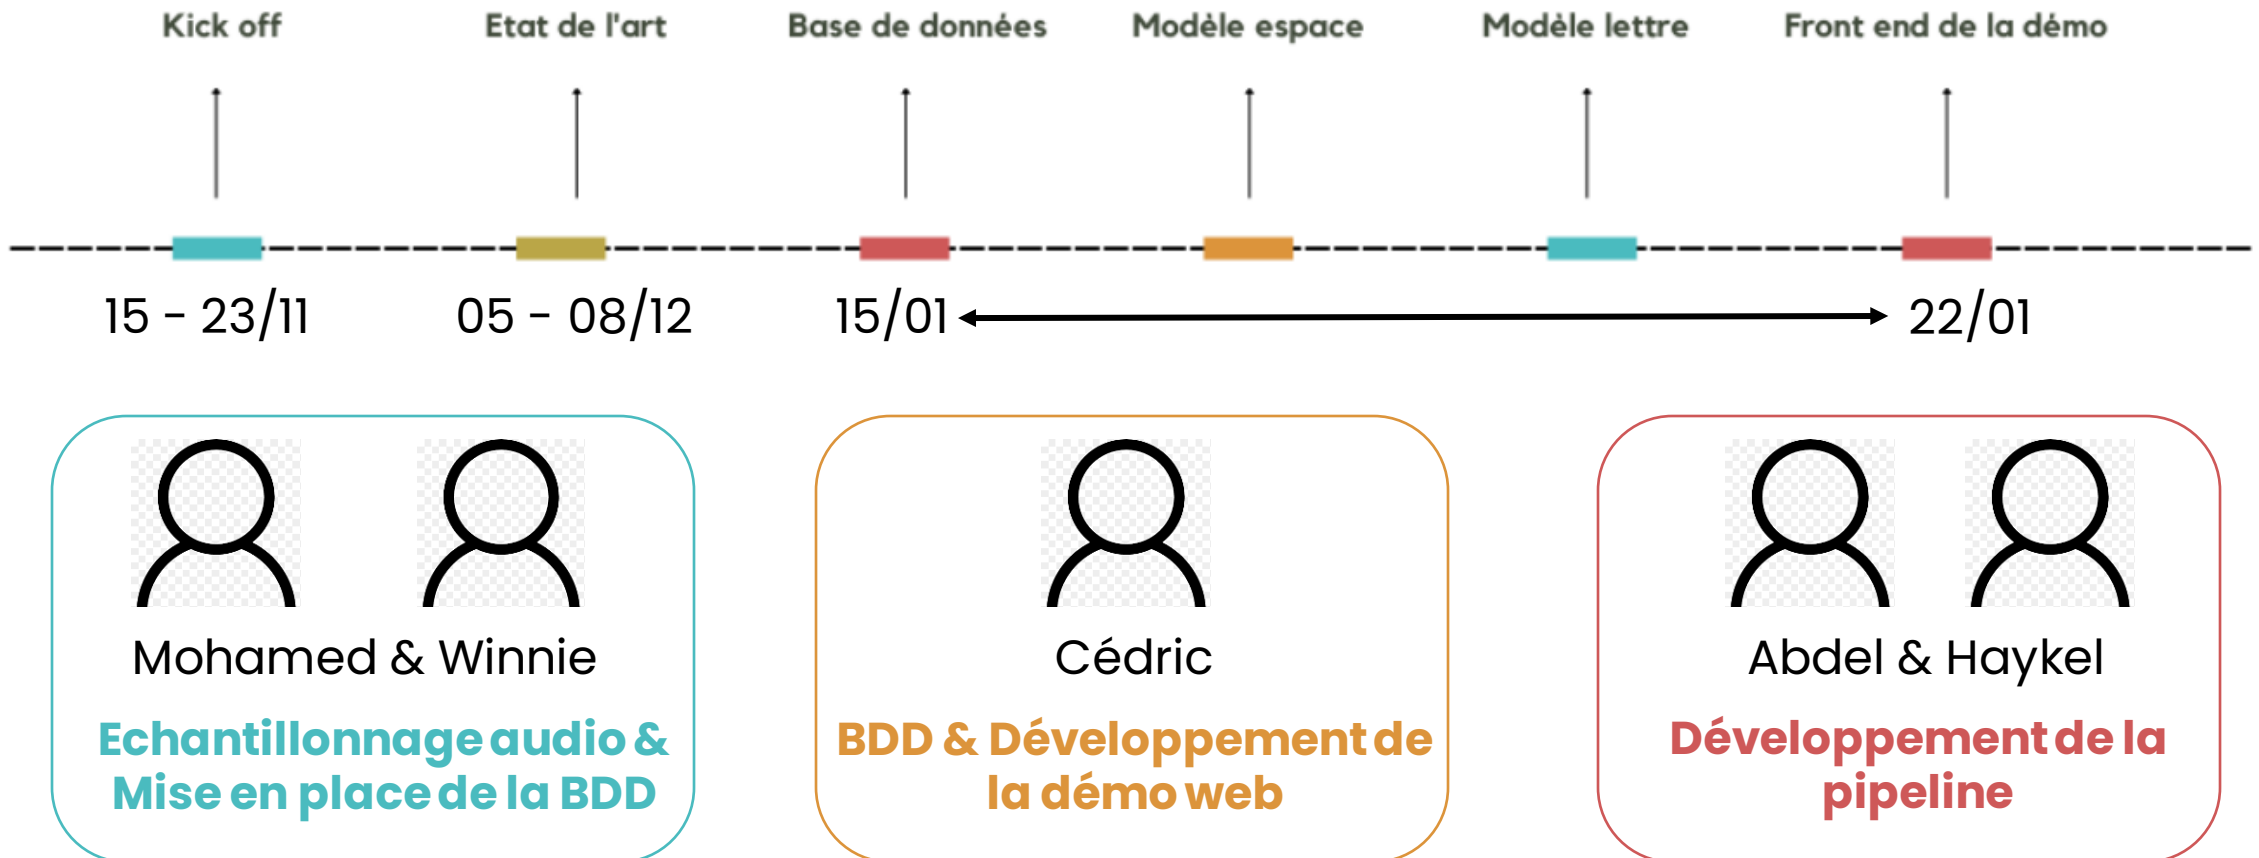 Kick off
Etat de l'art
Base de données
Modèle espace
Modèle lettre
Front end de la démo
15 - 23/11
05 - 08/12
15/01
22/01
Mohamed & Winnie
Echantillonnage audio &
Mise en place de la BDD
Cédric
BDD & Développement de
la démo web
Abdel & Haykel
Développement de la
pipeline